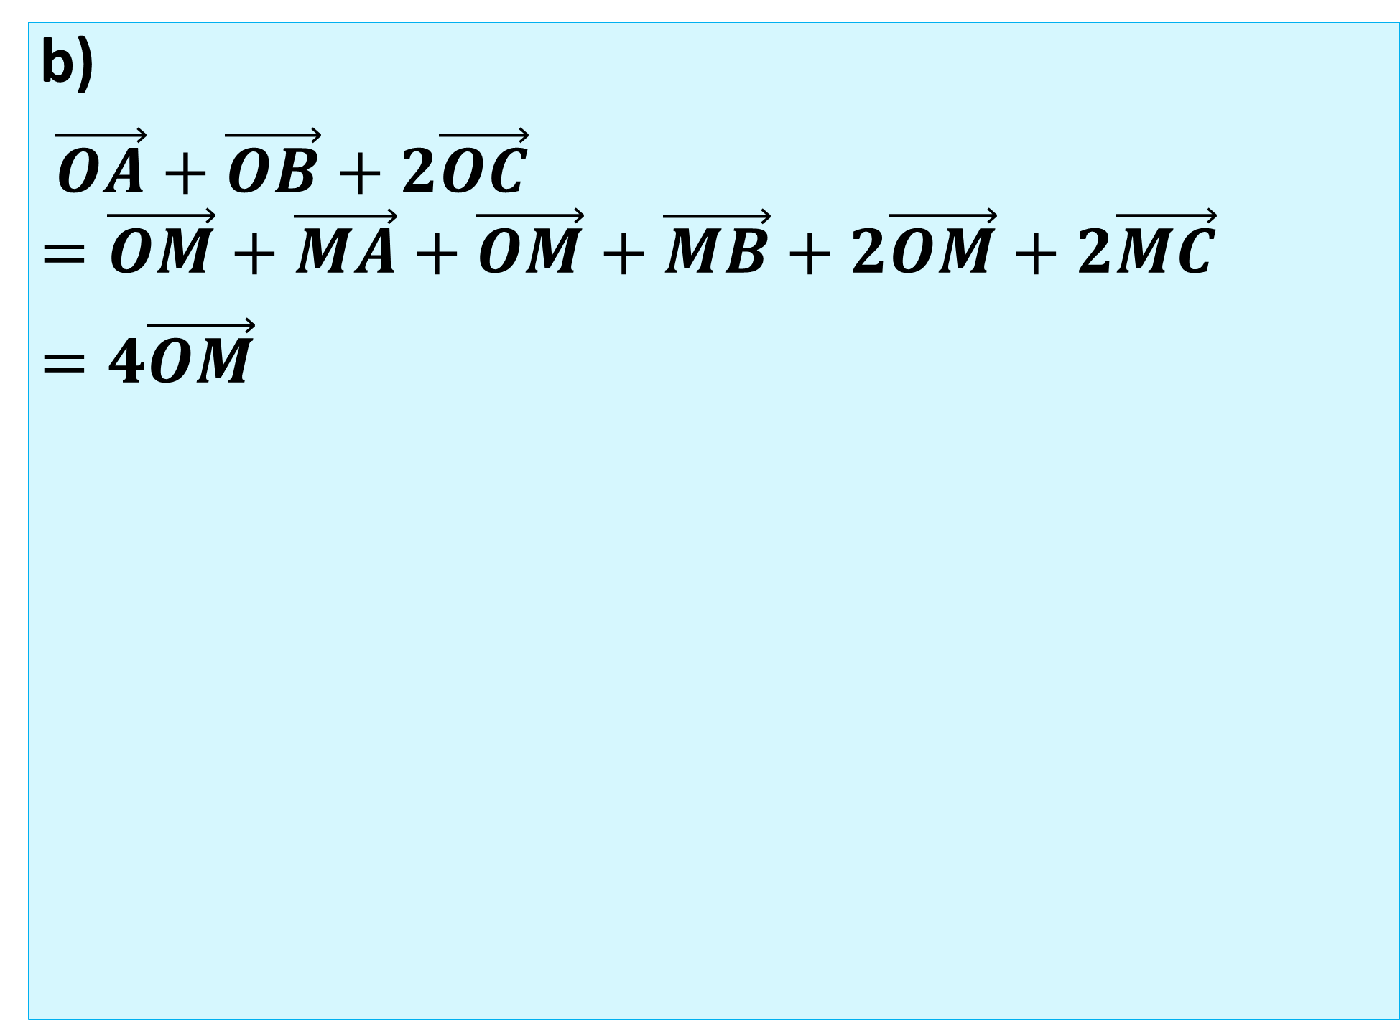 b)
$\overrightarrow{OA} + \overrightarrow{OB} + 2\overrightarrow{OC}$
$= \overrightarrow{OM} + \overrightarrow{MA} + \overrightarrow{OM} + \overrightarrow{MB} + 2\overrightarrow{OM} + 2\overrightarrow{MC}$
$= 4\overrightarrow{OM}$